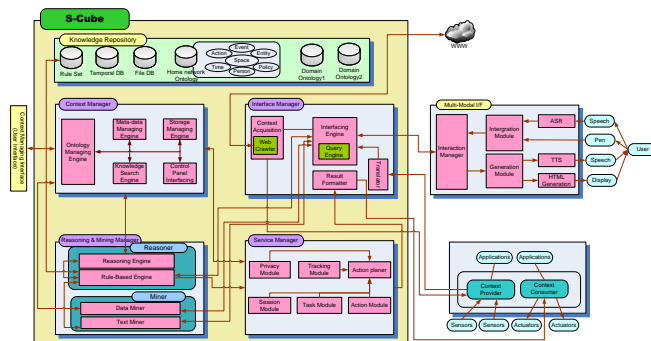 S-Cube
Knowledge Repository
Rule Set
Temporal DB
File DB
Home network
Ontology
Event
Action
Entity
Space
Time
Person
Policy
Domain
Ontology1
Domain
Ontology2
WWW
Context Managing Interface
(User Interface)
Context Manager
Ontology
Managing
Engine
Meta-data
Managing
Engine
Storage
Managing
Engine
Knowledge
Search Engine
Control
Panel
Interfacing
Interface Manager
Context
Acquisition
Web
Crawler
Interfacing
Engine
Query
Engine
Result
Formatter
Translator
Multi-Modal I/F
Interaction
Manager
Intergration
Module
Generation
Module
ASR
TTS
HTML
Generation
Speech
Pen
Speech
Display
User
Reasoning & Mining Manager
Reasoner
Reasoning Engine
Rule-Based Engine
Miner
Data Miner
Text Miner
Service Manager
Privacy
Module
Tracking
Module
Action planer
Session
Module
Task Module
Action Module
Applications
Applications
Context
Provider
Context
Consumer
Sensors
Sensors
Actuators
Actuators